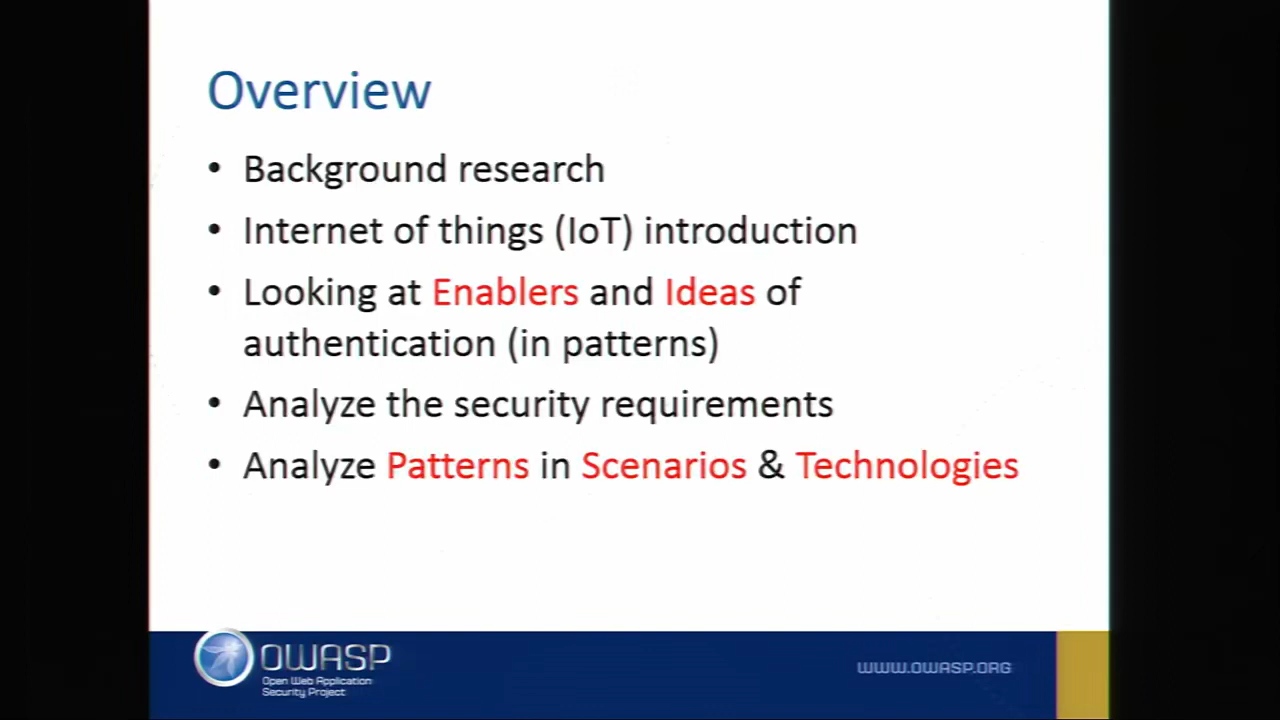 Overview
• Background research
• Internet of things (IoT) introduction
• Looking at Enablers and Ideas of
authentication (in patterns)
• Analyze the security requirements
• Analyze Patterns in Scenarios & Technologies
OWASP
Open Web Application
Security Project
WWW.OWASP.ORG